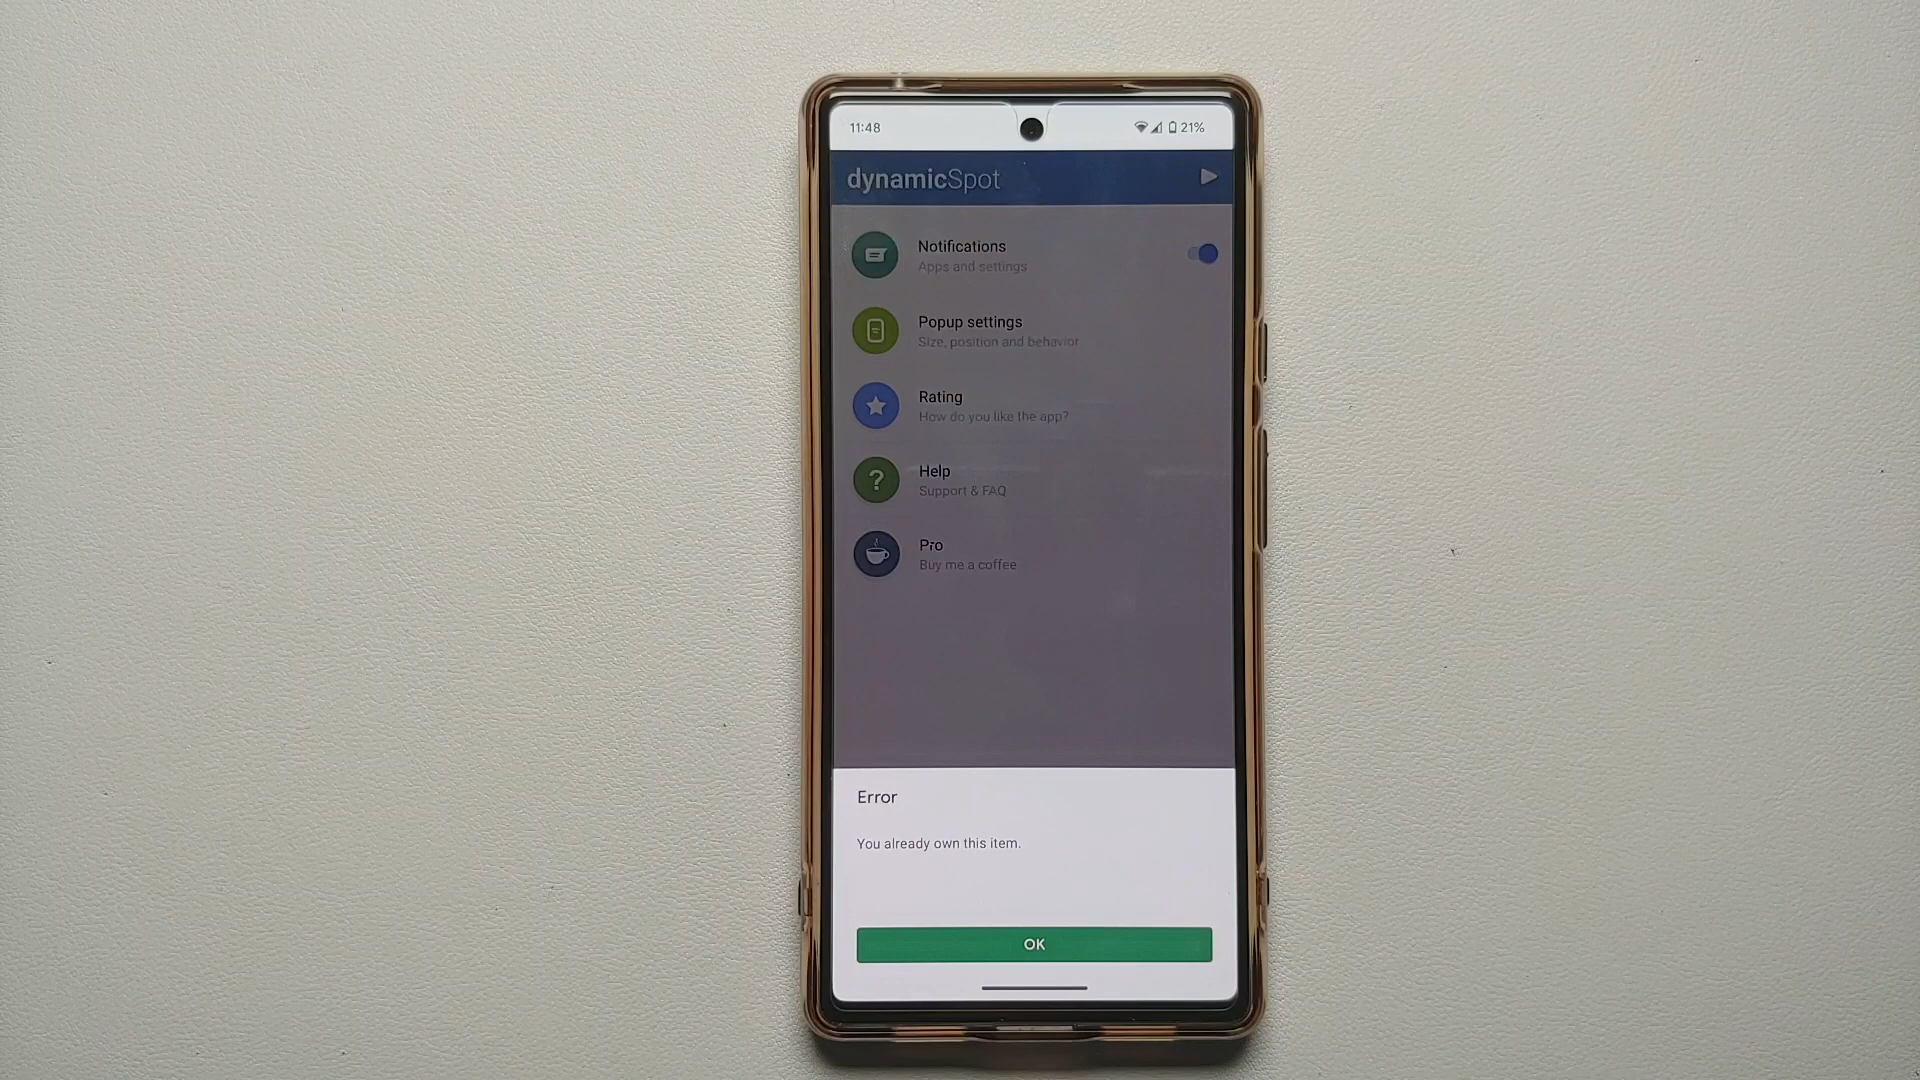 11:48
21%
dynamicSpot
Notifications
Apps and settings
Popup settings
Size, position and behavior
Rating
How do you like the app?
?
Help
Support & FAQ
Pro
Buy me a coffee
Error
You already own this item.
OK